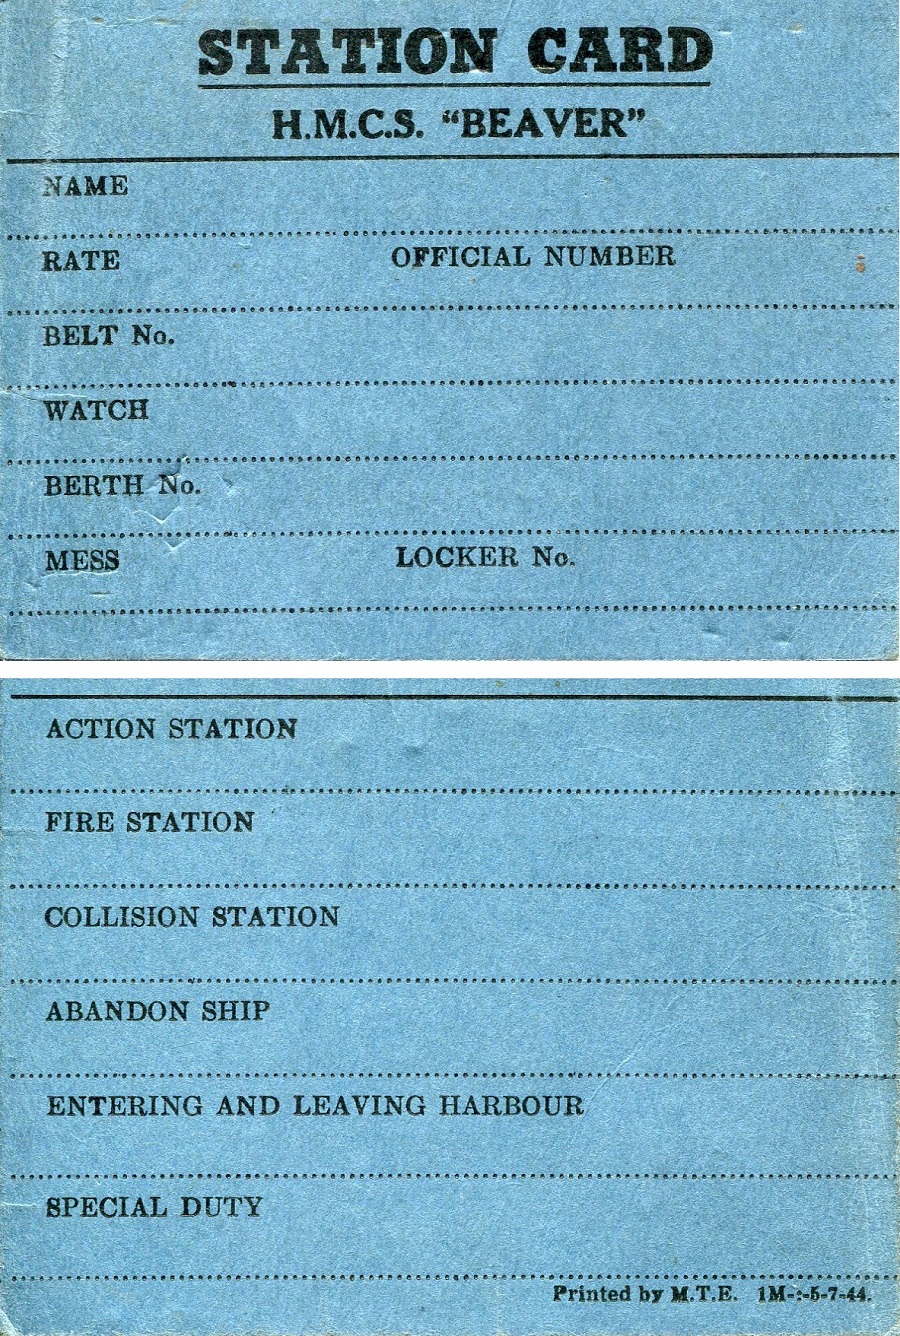 STATION CARD
H.M.C.S. “BEAVER”
NAME
RATE OFFICIAL NUMBER
BELT No.
WATCH
BERTH No.
MESS LOCKER No.
ACTION STATION
FIRE STATION
COLLISION STATION
ABANDON SHIP
ENTERING AND LEAVING HARBOUR
SPECIAL DUTY
Printed by M.T.E. 1M-:-5-7-44.